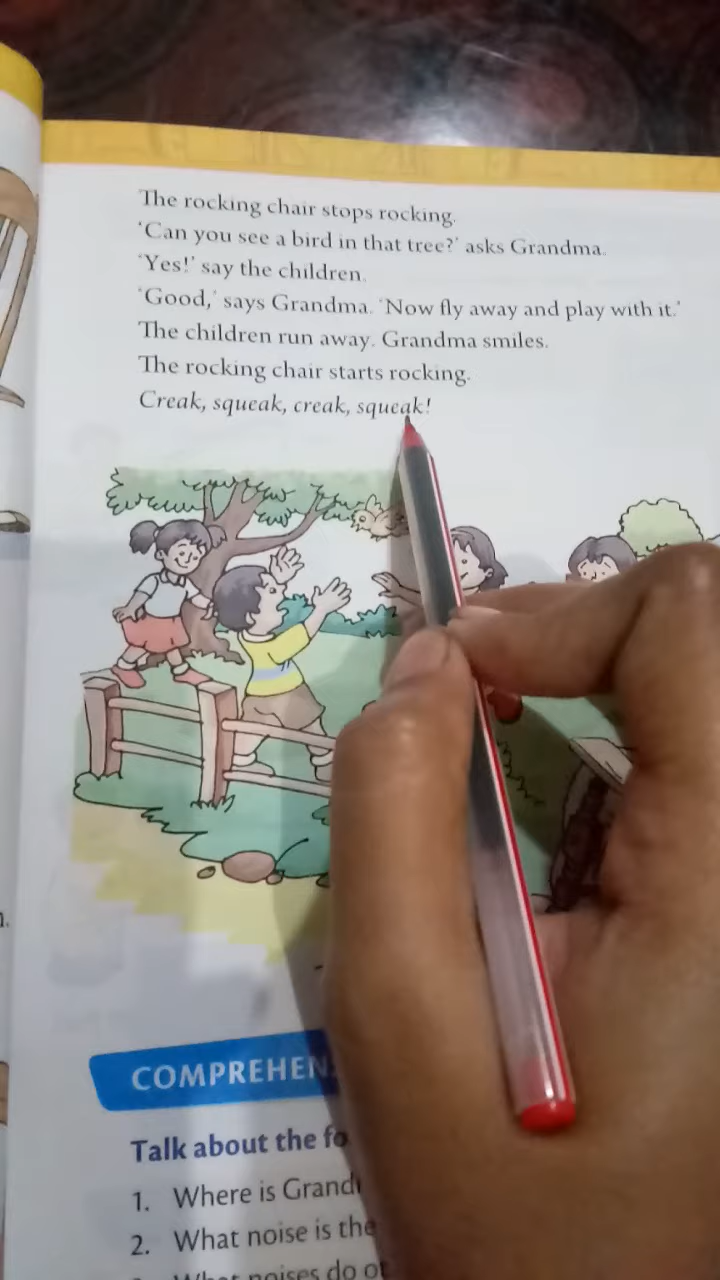 The rocking chair stops rocking.
‘Can you see a bird in that tree?’ asks Grandma.
‘Yes!’ say the children.
‘Good,’ says Grandma. ‘Now fly away and play with it.’
The children run away. Grandma smiles.
The rocking chair starts rocking.
Creak, squeak, creak, squeak!
COMPREHEN
Talk about the fo
1. Where is Grand
2. What noise is the
noises do ot